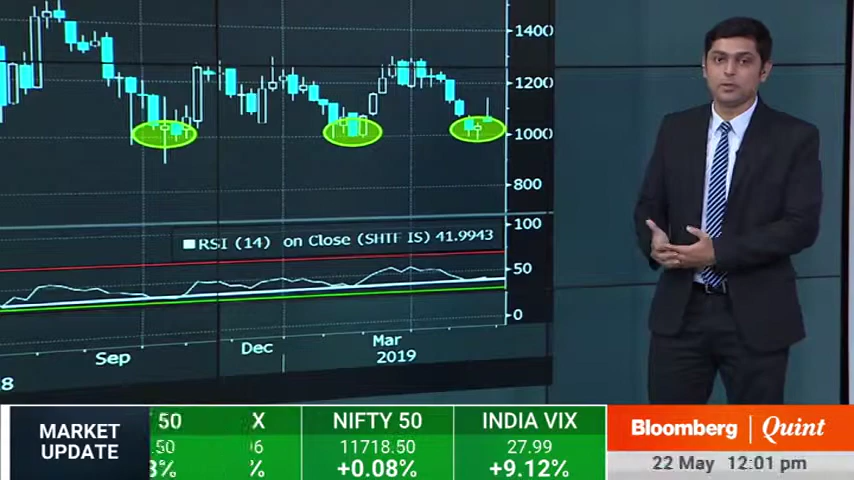 1400
1200
1000
800
RSI (14) on Close (SHTF IS) 41.9943
100
50
0
Sep
Dec
Mar
8
2019
MARKET
UPDATE
50
X
.50
%
%
NIFTY 50
11718.50
+0.08%
INDIA VIX
27.99
+9.12%
Bloomberg | Quint
22 May 12:01 pm